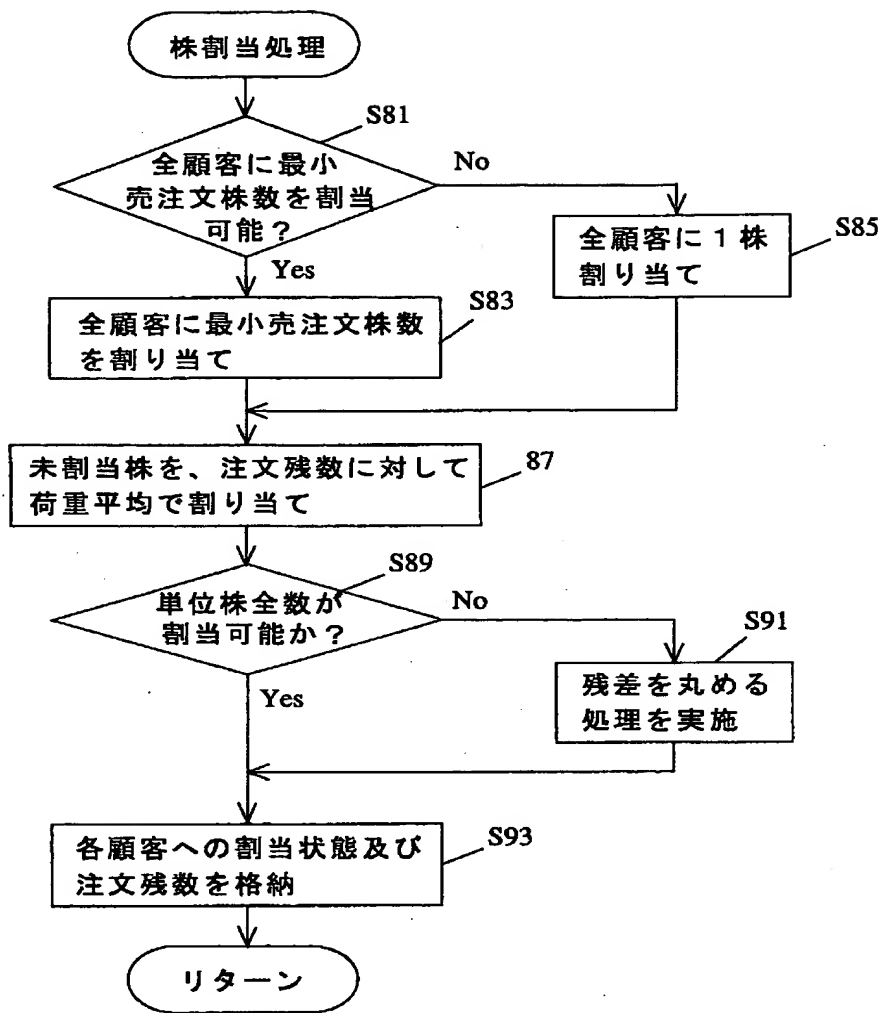 株割当処理
S81
全顧客に最小
売注文株数を割当
可能？
No
Yes
S85
全顧客に１株
割り当て
S83
全顧客に最小売注文株数
を割り当て
87
未割当株を、注文残数に対して
荷重平均で割り当て
S89
単位株全数が
割当可能か？
No
Yes
S91
残差を丸める
処理を実施
S93
各顧客への割当状態及び
注文残数を格納
リターン